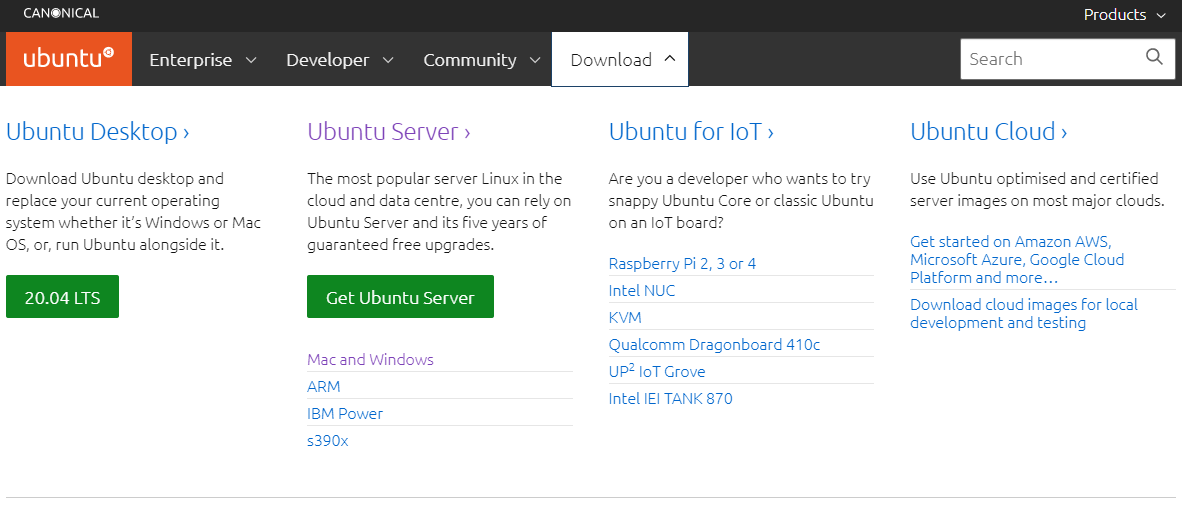 CANONICAL
Products
ubuntu
Enterprise
Developer
Community
Download
Search
Ubuntu Desktop ›
Download Ubuntu desktop and
replace your current operating
system whether it’s Windows or Mac
OS, or, run Ubuntu alongside it.
20.04 LTS
Ubuntu Server ›
The most popular server Linux in the
cloud and data centre, you can rely on
Ubuntu Server and its five years of
guaranteed free upgrades.
Get Ubuntu Server
Mac and Windows
ARM
IBM Power
s390x
Ubuntu for IoT ›
Are you a developer who wants to try
snappy Ubuntu Core or classic Ubuntu
on an IoT board?
Raspberry Pi 2, 3 or 4
Intel NUC
KVM
Qualcomm Dragonboard 410c
UP² IoT Grove
Intel IEI TANK 870
Ubuntu Cloud ›
Use Ubuntu optimised and certified
server images on most major clouds.
Get started on Amazon AWS,
Microsoft Azure, Google Cloud
Platform and more…
Download cloud images for local
development and testing